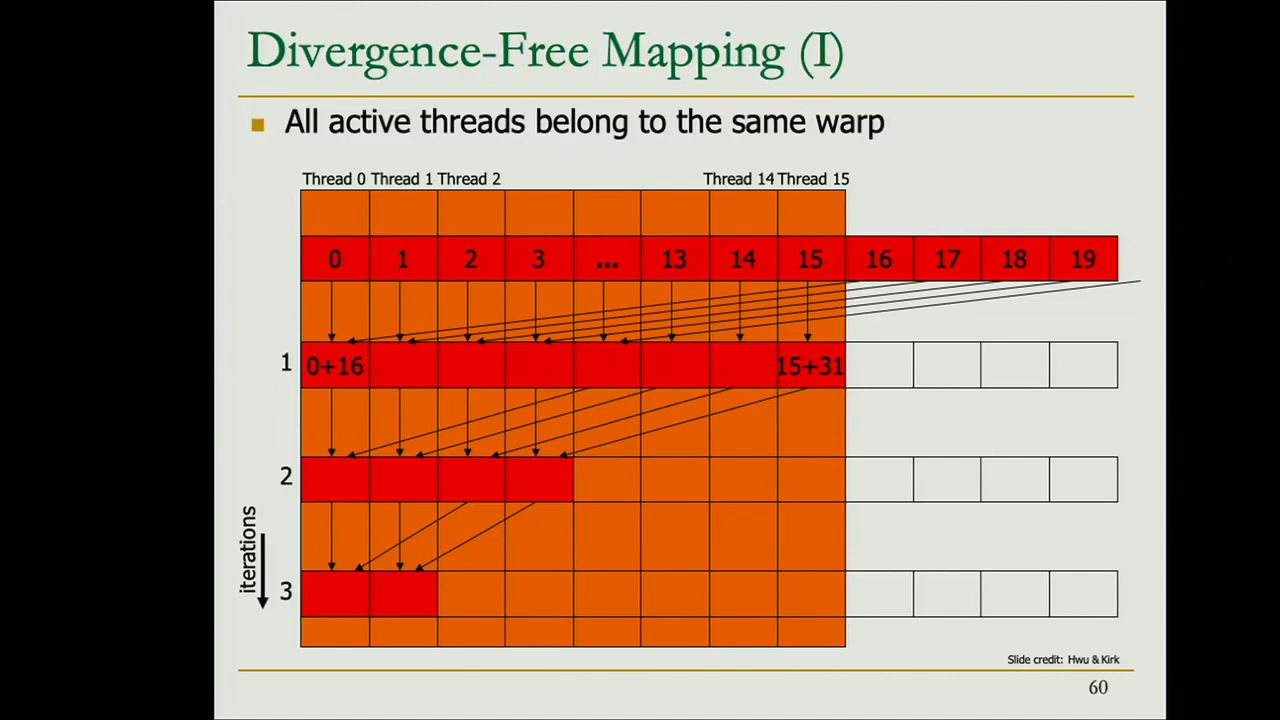 Divergence-Free Mapping (I)
All active threads belong to the same warp
Thread 0 Thread 1 Thread 2 Thread 14 Thread 15
0 1 2 3 ... 13 14 15 16 17 18 19
1 0+16 15+31
2
3
iterations
Slide credit: Hwu & Kirk
60